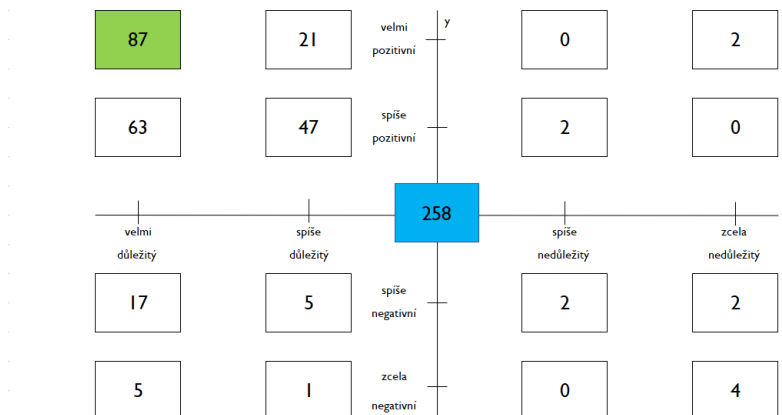 87 21 velmi pozitivní y 0 2
63 47 spíše pozitivní 2 0
258
velmi důležitý
spíše důležitý
spíše nedůležitý
zcela nedůležitý
17 5 spíše negativní 2 2
5 1 zcela negativní 0 4